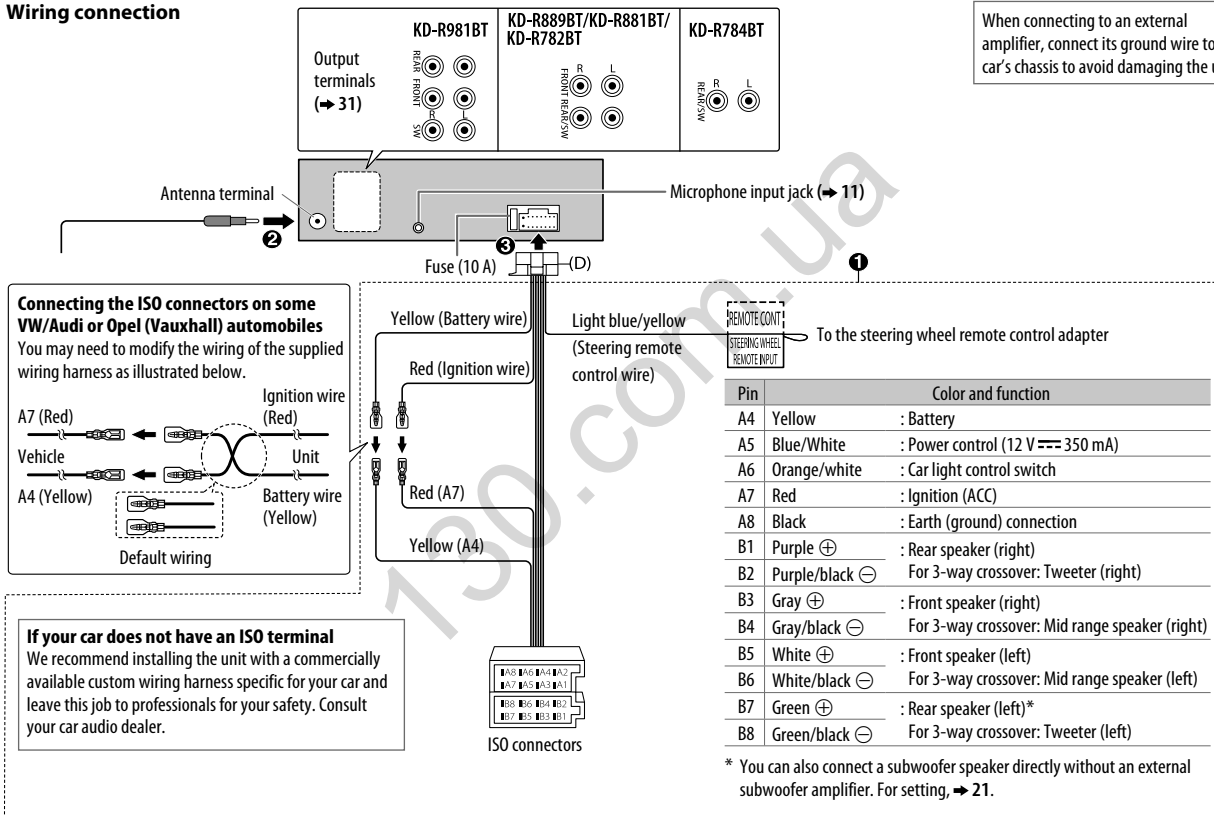 Wiring connection
KD-R981BT
KD-R889BT/KD-R881BT/
KD-R782BT
KD-R784BT
Output
terminals
(➜ 31)
REAR
FRONT
SW
R
L
R
L
FRONT
REAR/SW
R
L
REAR/SW
When connecting to an external
amplifier, connect its ground wire to
car's chassis to avoid damaging the u
Antenna terminal
Microphone input jack (➜ 11)
2
3
Fuse (10 A)
(D)
1
Connecting the ISO connectors on some
VW/Audi or Opel (Vauxhall) automobiles
You may need to modify the wiring of the supplied
wiring harness as illustrated below.
Ignition wire
(Red)
A7 (Red)
Vehicle
Unit
A4 (Yellow)
Battery wire
(Yellow)
Default wiring
Yellow (Battery wire)
Red (Ignition wire)
Light blue/yellow
(Steering remote
control wire)
REMOTE CONT
STEERING WHEEL
REMOTE INPUT
To the steering wheel remote control adapter
Red (A7)
Yellow (A4)
Pin Color and function
A4 Yellow : Battery
A5 Blue/White : Power control (12 V ⎓ 350 mA)
A6 Orange/white : Car light control switch
A7 Red : Ignition (ACC)
A8 Black : Earth (ground) connection
B1 Purple ⊕ : Rear speaker (right)
B2 Purple/black ⊖ For 3-way crossover: Tweeter (right)
B3 Gray ⊕ : Front speaker (right)
B4 Gray/black ⊖ For 3-way crossover: Mid range speaker (right)
B5 White ⊕ : Front speaker (left)
B6 White/black ⊖ For 3-way crossover: Mid range speaker (left)
B7 Green ⊕ : Rear speaker (left)*
B8 Green/black ⊖ For 3-way crossover: Tweeter (left)
* You can also connect a subwoofer speaker directly without an external
subwoofer amplifier. For setting, ➜ 21.
If your car does not have an ISO terminal
We recommend installing the unit with a commercially
available custom wiring harness specific for your car and
leave this job to professionals for your safety. Consult
your car audio dealer.
A8 A6 A4 A2
A7 A5 A3 A1
B8 B6 B4 B2
B7 B5 B3 B1
ISO connectors
130.com.ua